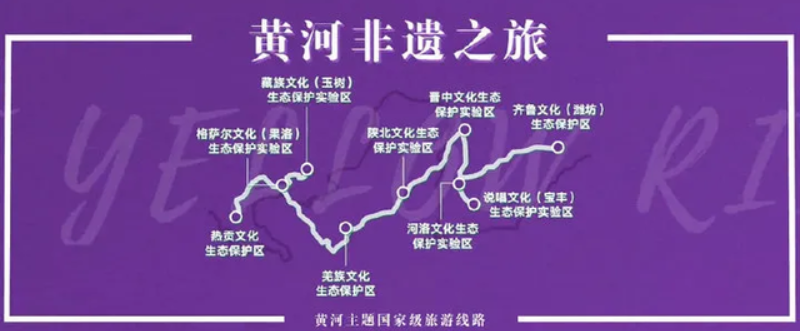 黄河非遗之旅
藏族文化（玉树）
生态保护实验区
晋中文化生态
保护实验区
齐鲁文化（潍坊）
生态保护区
格萨尔文化（果洛）
生态保护实验区
陕北文化生态
保护实验区
说唱文化（宝丰）
生态保护实验区
热贡文化
生态保护区
河洛文化生态
保护实验区
羌族文化
生态保护区
YELLOW RI
黄河主题国家级旅游线路